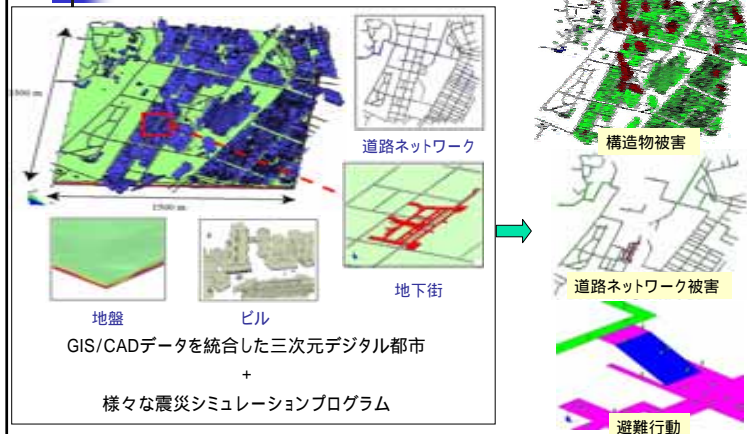 1500 m
1500 m
道路ネットワーク
地盤
ビル
地下街
GIS/CADデータを統合した三次元デジタル都市
+
様々な震災シミュレーションプログラム
構造物被害
道路ネットワーク被害
避難行動